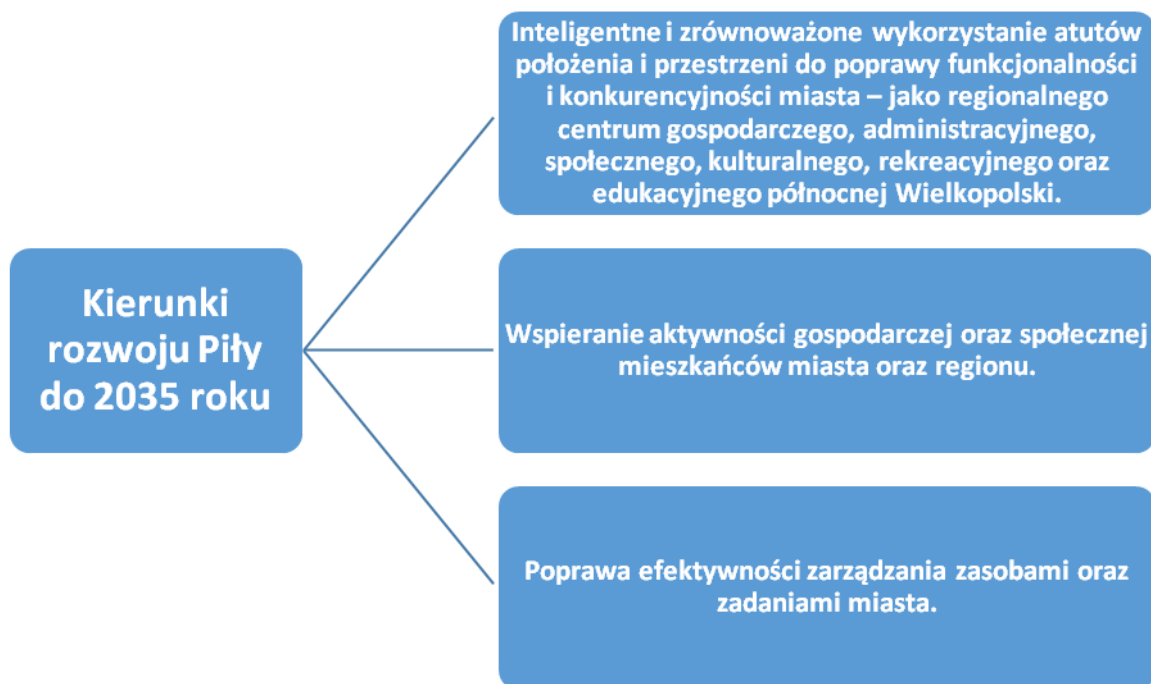 Kierunki
rozwoju Piły
do 2035 roku
Inteligentne i zrównoważone wykorzystanie atutów
położenia i przestrzeni do poprawy funkcjonalności
i konkurencyjności miasta – jako regionalnego
centrum gospodarczego, administracyjnego,
społecznego, kulturalnego, rekreacyjnego oraz
edukacyjnego północnej Wielkopolski.
Wspieranie aktywności gospodarczej oraz społecznej
mieszkańców miasta oraz regionu.
Poprawa efektywności zarządzania zasobami oraz
zadaniami miasta.